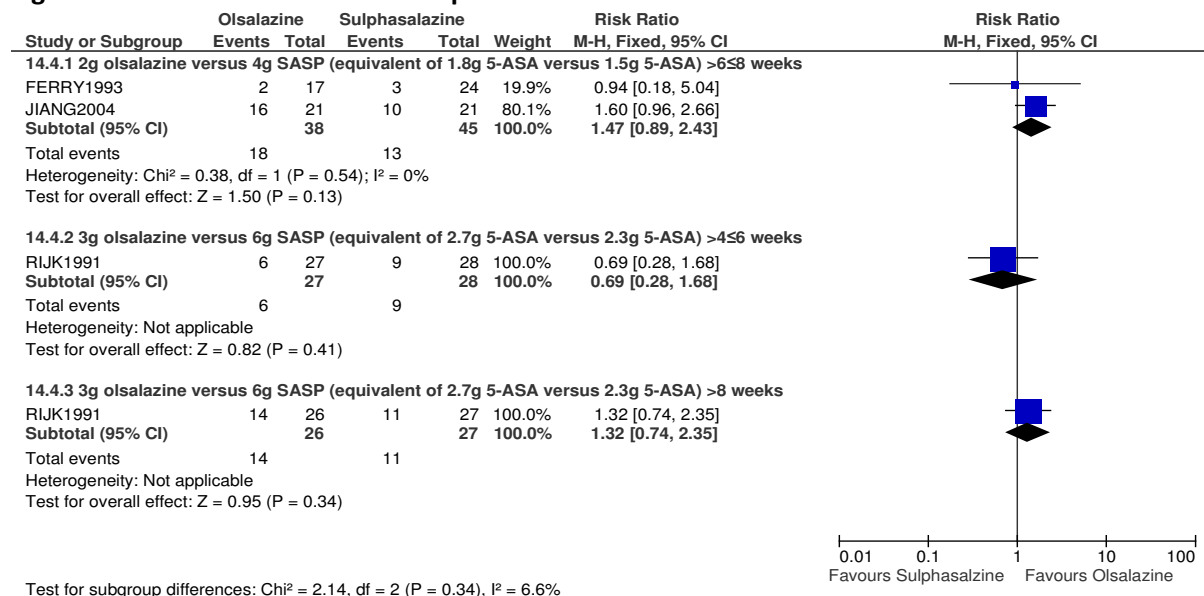 Olsalazine Sulphasalazine Risk Ratio Risk Ratio
Study or Subgroup Events Total Events Total Weight M-H, Fixed, 95% CI M-H, Fixed, 95% CI
14.4.1 2g olsalazine versus 4g SASP (equivalent of 1.8g 5-ASA versus 1.5g 5-ASA) >6≤8 weeks
FERRY1993 2 17 3 24 19.9% 0.94 [0.18, 5.04]
JIANG2004 16 21 10 21 80.1% 1.60 [0.96, 2.66]
Subtotal (95% CI) 38 45 100.0% 1.47 [0.89, 2.43]
Total events 18 13
Heterogeneity: Chi² = 0.38, df = 1 (P = 0.54); I² = 0%
Test for overall effect: Z = 1.50 (P = 0.13)
14.4.2 3g olsalazine versus 6g SASP (equivalent of 2.7g 5-ASA versus 2.3g 5-ASA) >4≤6 weeks
RIJK1991 6 27 9 28 100.0% 0.69 [0.28, 1.68]
Subtotal (95% CI) 27 28 100.0% 0.69 [0.28, 1.68]
Total events 6 9
Heterogeneity: Not applicable
Test for overall effect: Z = 0.82 (P = 0.41)
14.4.3 3g olsalazine versus 6g SASP (equivalent of 2.7g 5-ASA versus 2.3g 5-ASA) >8 weeks
RIJK1991 14 26 11 27 100.0% 1.32 [0.74, 2.35]
Subtotal (95% CI) 26 27 100.0% 1.32 [0.74, 2.35]
Total events 14 11
Heterogeneity: Not applicable
Test for overall effect: Z = 0.95 (P = 0.34)
0.01 0.1 1 10 100
Favours Sulphasalzine Favours Olsalazine
Test for subgroup differences: Chi² = 2.14, df = 2 (P = 0.34), I² = 6.6%